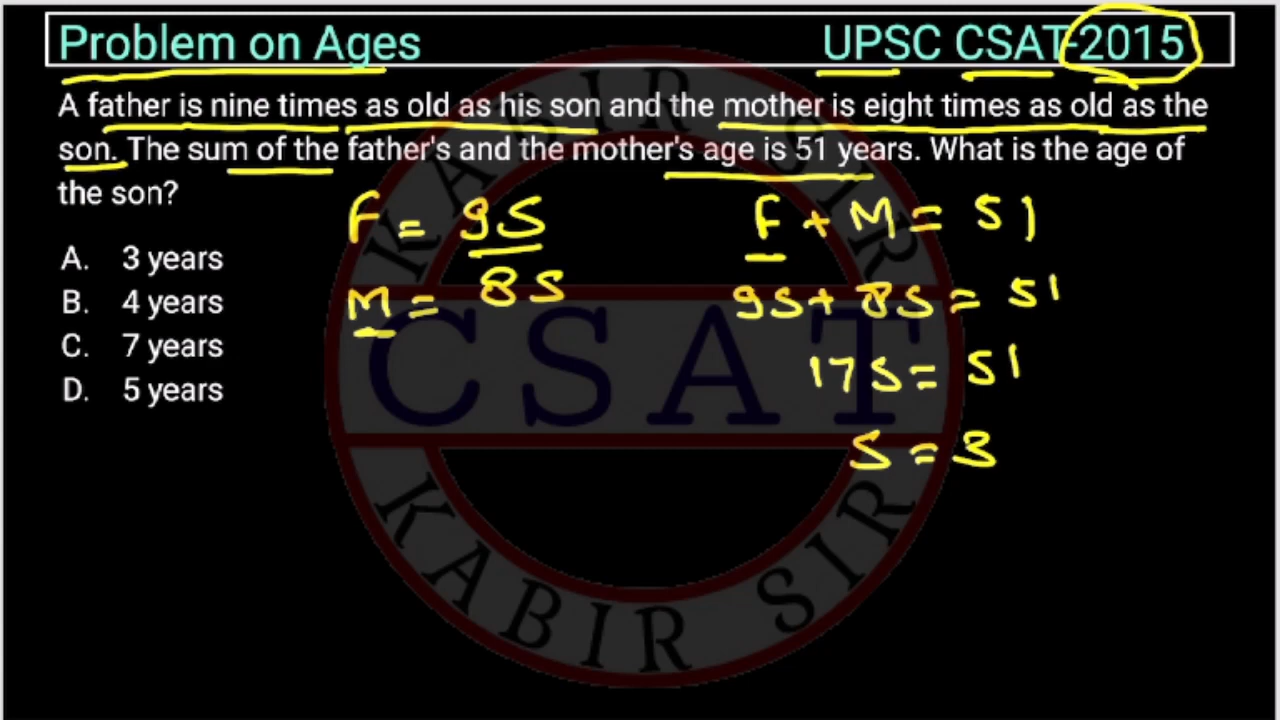 Problem on Ages UPSC CSAT-2015
A father is nine times as old as his son and the mother is eight times as old as the
son. The sum of the father's and the mother's age is 51 years. What is the age of
the son?
F = 9S F + M = 51
A. 3 years
M = 8S 9S + 8S = 51
B. 4 years
C. 7 years
17S = 51
D. 5 years
S = 3
KABIR SIR
CSAT
KABIR SIR